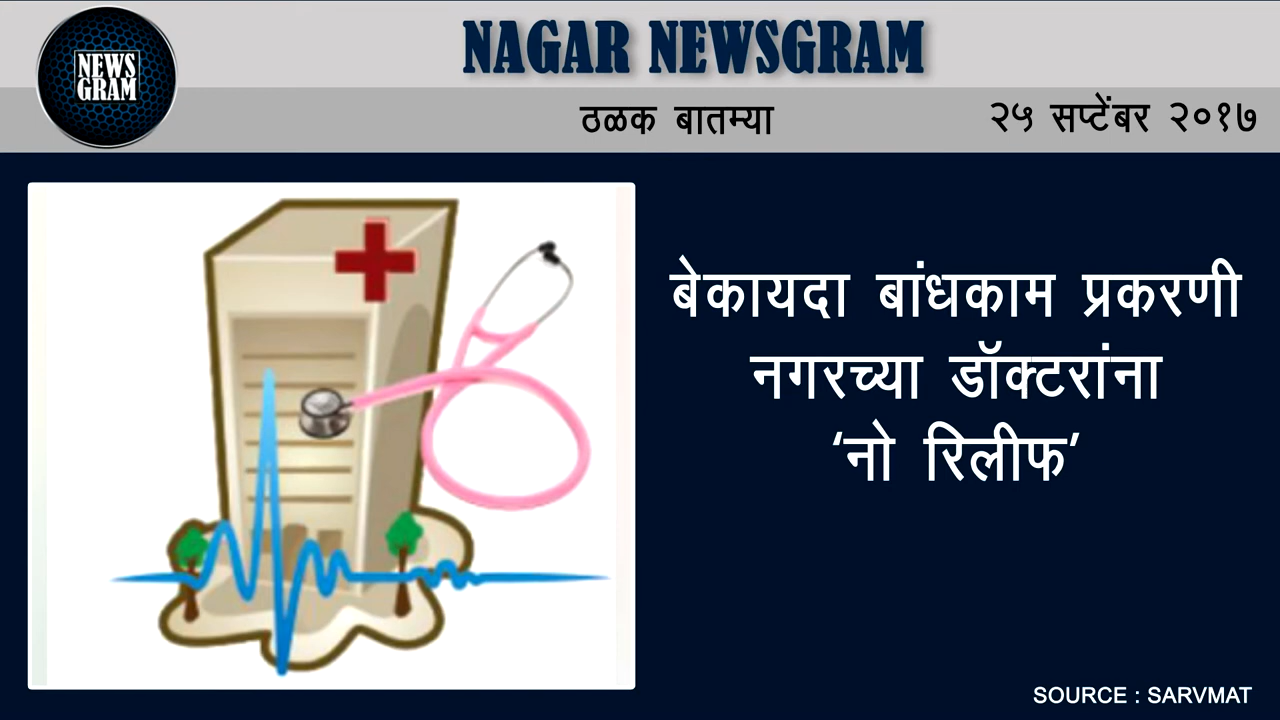 NEWS
GRAM
NAGAR NEWSGRAM
ठळक बातम्या
२५ सप्टेंबर २०१७
बेकायदा बांधकाम प्रकरणी
नगरच्या डॉक्टरांना
‘नो रिलीफ’
SOURCE : SARVMAT